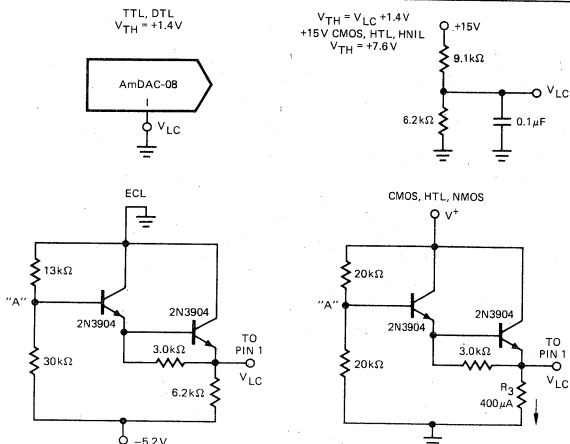 TTL, DTL
V_TH = +1.4V
AmDAC-08
1
V_LC
V_TH = V_LC +1.4V
+15V CMOS, HTL, HNIL
V_TH = +7.6V
+15V
9.1kΩ
V_LC
6.2kΩ
0.1µF
ECL
13kΩ
"A"
2N3904
2N3904
30kΩ
3.0kΩ
TO
PIN 1
V_LC
6.2kΩ
−5.2V
CMOS, HTL, NMOS
V+
20kΩ
"A"
2N3904
2N3904
20kΩ
3.0kΩ
TO
PIN 1
V_LC
R3
400µA